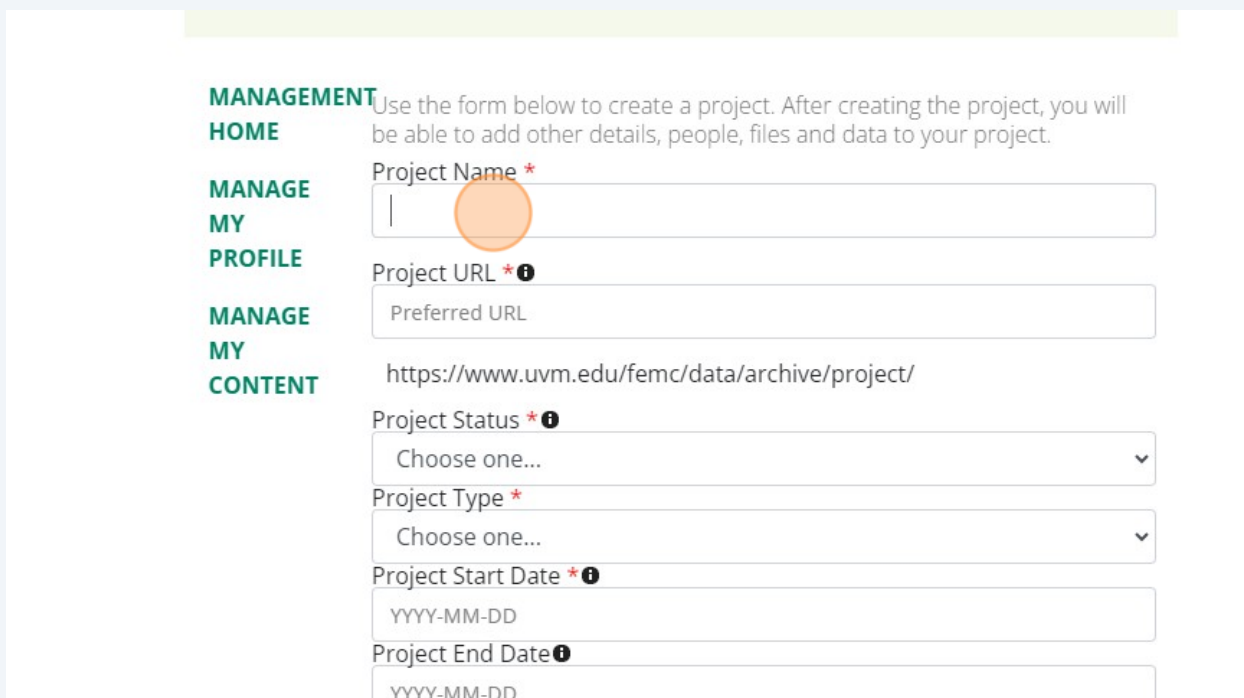 MANAGEMENT
HOME
MANAGE
MY
PROFILE
MANAGE
MY
CONTENT
Use the form below to create a project. After creating the project, you will
be able to add other details, people, files and data to your project.
Project Name *
Project URL *
Preferred URL
https://www.uvm.edu/femc/data/archive/project/
Project Status *
Choose one...
Project Type *
Choose one...
Project Start Date *
YYYY-MM-DD
Project End Date
YYYY-MM-DD